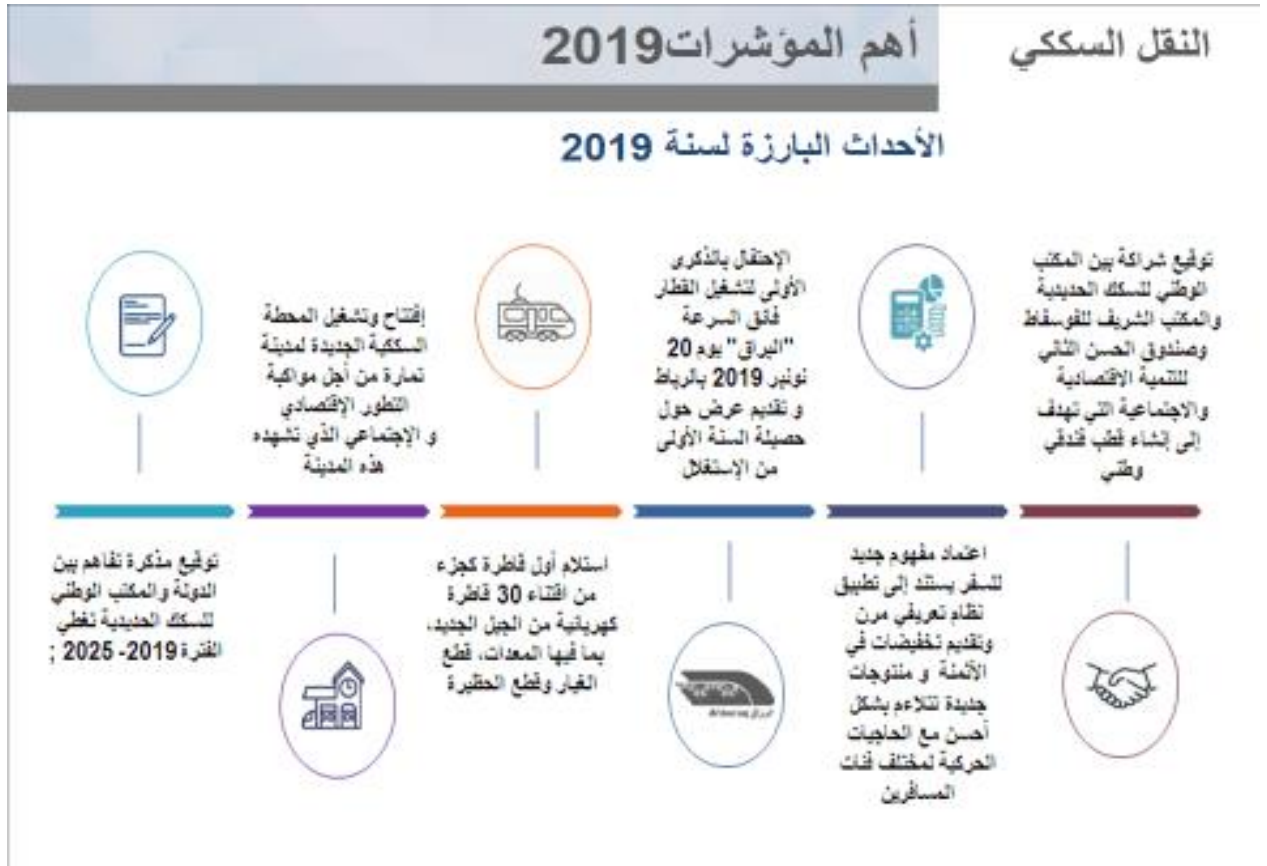 النقل السككي
أهم المؤشرات2019
الأحداث البارزة لسنة 2019
توقيع شراكة بين المكتب
الوطني للسكك الحديدية
والمكتب الشريف للفوسفاط
وصندوق الحسن الثاني
للتنمية الاقتصادية
والاجتماعية التي تهدف
إلى إنشاء قطب فندقي
وطني
اعتماد مفهوم جديد
للسفر يستند إلى تطبيق
نظام تعريفي مرن
وتقديم تخفيضات في
الأثمنة و منتوجات
جديدة تتلاءم بشكل
أحسن مع الحاجيات
الحركية لمختلف فئات
المسافرين
الإحتفال بالذكرى
الأولى لتشغيل القطار
فائق السرعة
"البراق" يوم 20
نونبر 2019 بالرباط
و تقديم عرض حول
حصيلة السنة الأولى
من الإستغلال
البراق Al Boraq
استلام أول قاطرة كجزء
من اقتناء 30 قاطرة
كهربائية من الجيل الجديد،
بما فيها المعدات، قطع
الغيار وقطع الحظيرة
إفتتاح وتشغيل المحطة
السككية الجديدة لمدينة
تمارة من أجل مواكبة
التطور الإقتصادي
و الإجتماعي الذي تشهده
هذه المدينة
توقيع مذكرة تفاهم بين
الدولة والمكتب الوطني
للسكك الحديدية تغطي
الفترة 2019- 2025 ;